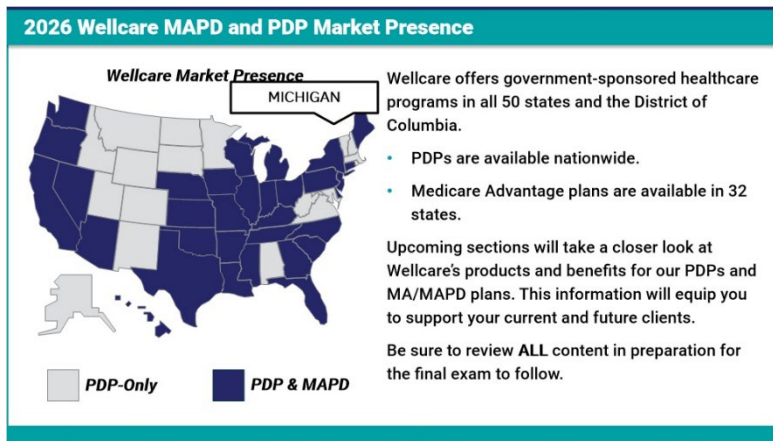 2026 Wellcare MAPD and PDP Market Presence
Wellcare Market Presence
MICHIGAN
Wellcare offers government-sponsored healthcare
programs in all 50 states and the District of
Columbia.
• PDPs are available nationwide.
• Medicare Advantage plans are available in 32
states.
Upcoming sections will take a closer look at
Wellcare's products and benefits for our PDPs and
MA/MAPD plans. This information will equip you
to support your current and future clients.
Be sure to review ALL content in preparation for
the final exam to follow.
PDP-Only
PDP & MAPD